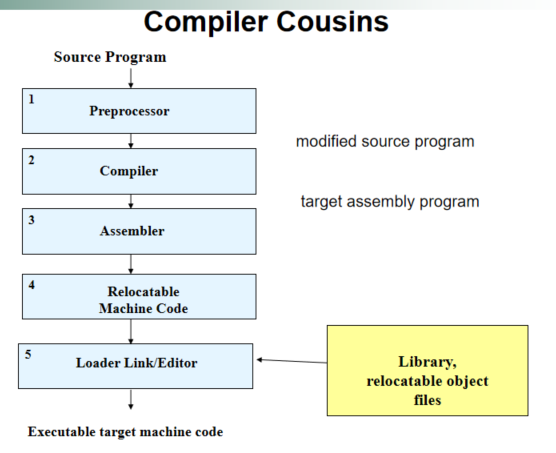 Compiler Cousins
Source Program
1
Preprocessor
modified source program
2
Compiler
target assembly program
3
Assembler
4
Relocatable
Machine Code
5
Loader Link/Editor
Library,
relocatable object
files
Executable target machine code